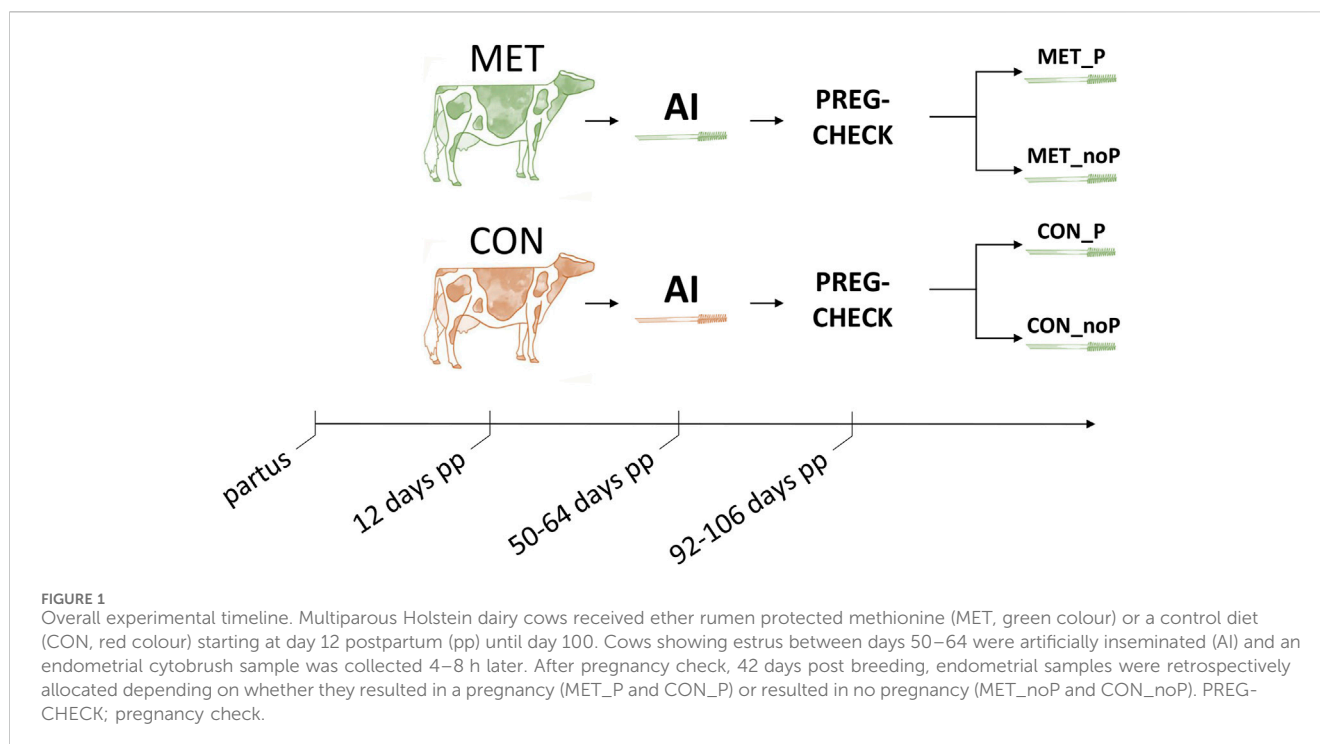 MET
AI
PREG-
CHECK
MET_P
MET_noP
CON
AI
PREG-
CHECK
CON_P
CON_noP
partus
12 days pp
50-64 days pp
92-106 days pp
FIGURE 1
Overall experimental timeline. Multiparous Holstein dairy cows received ether rumen protected methionine (MET, green colour) or a control diet
(CON, red colour) starting at day 12 postpartum (pp) until day 100. Cows showing estrus between days 50–64 were artificially inseminated (AI) and an
endometrial cytobrush sample was collected 4–8 h later. After pregnancy check, 42 days post breeding, endometrial samples were retrospectively
allocated depending on whether they resulted in a pregnancy (MET_P and CON_P) or resulted in no pregnancy (MET_noP and CON_noP). PREG-
CHECK; pregnancy check.